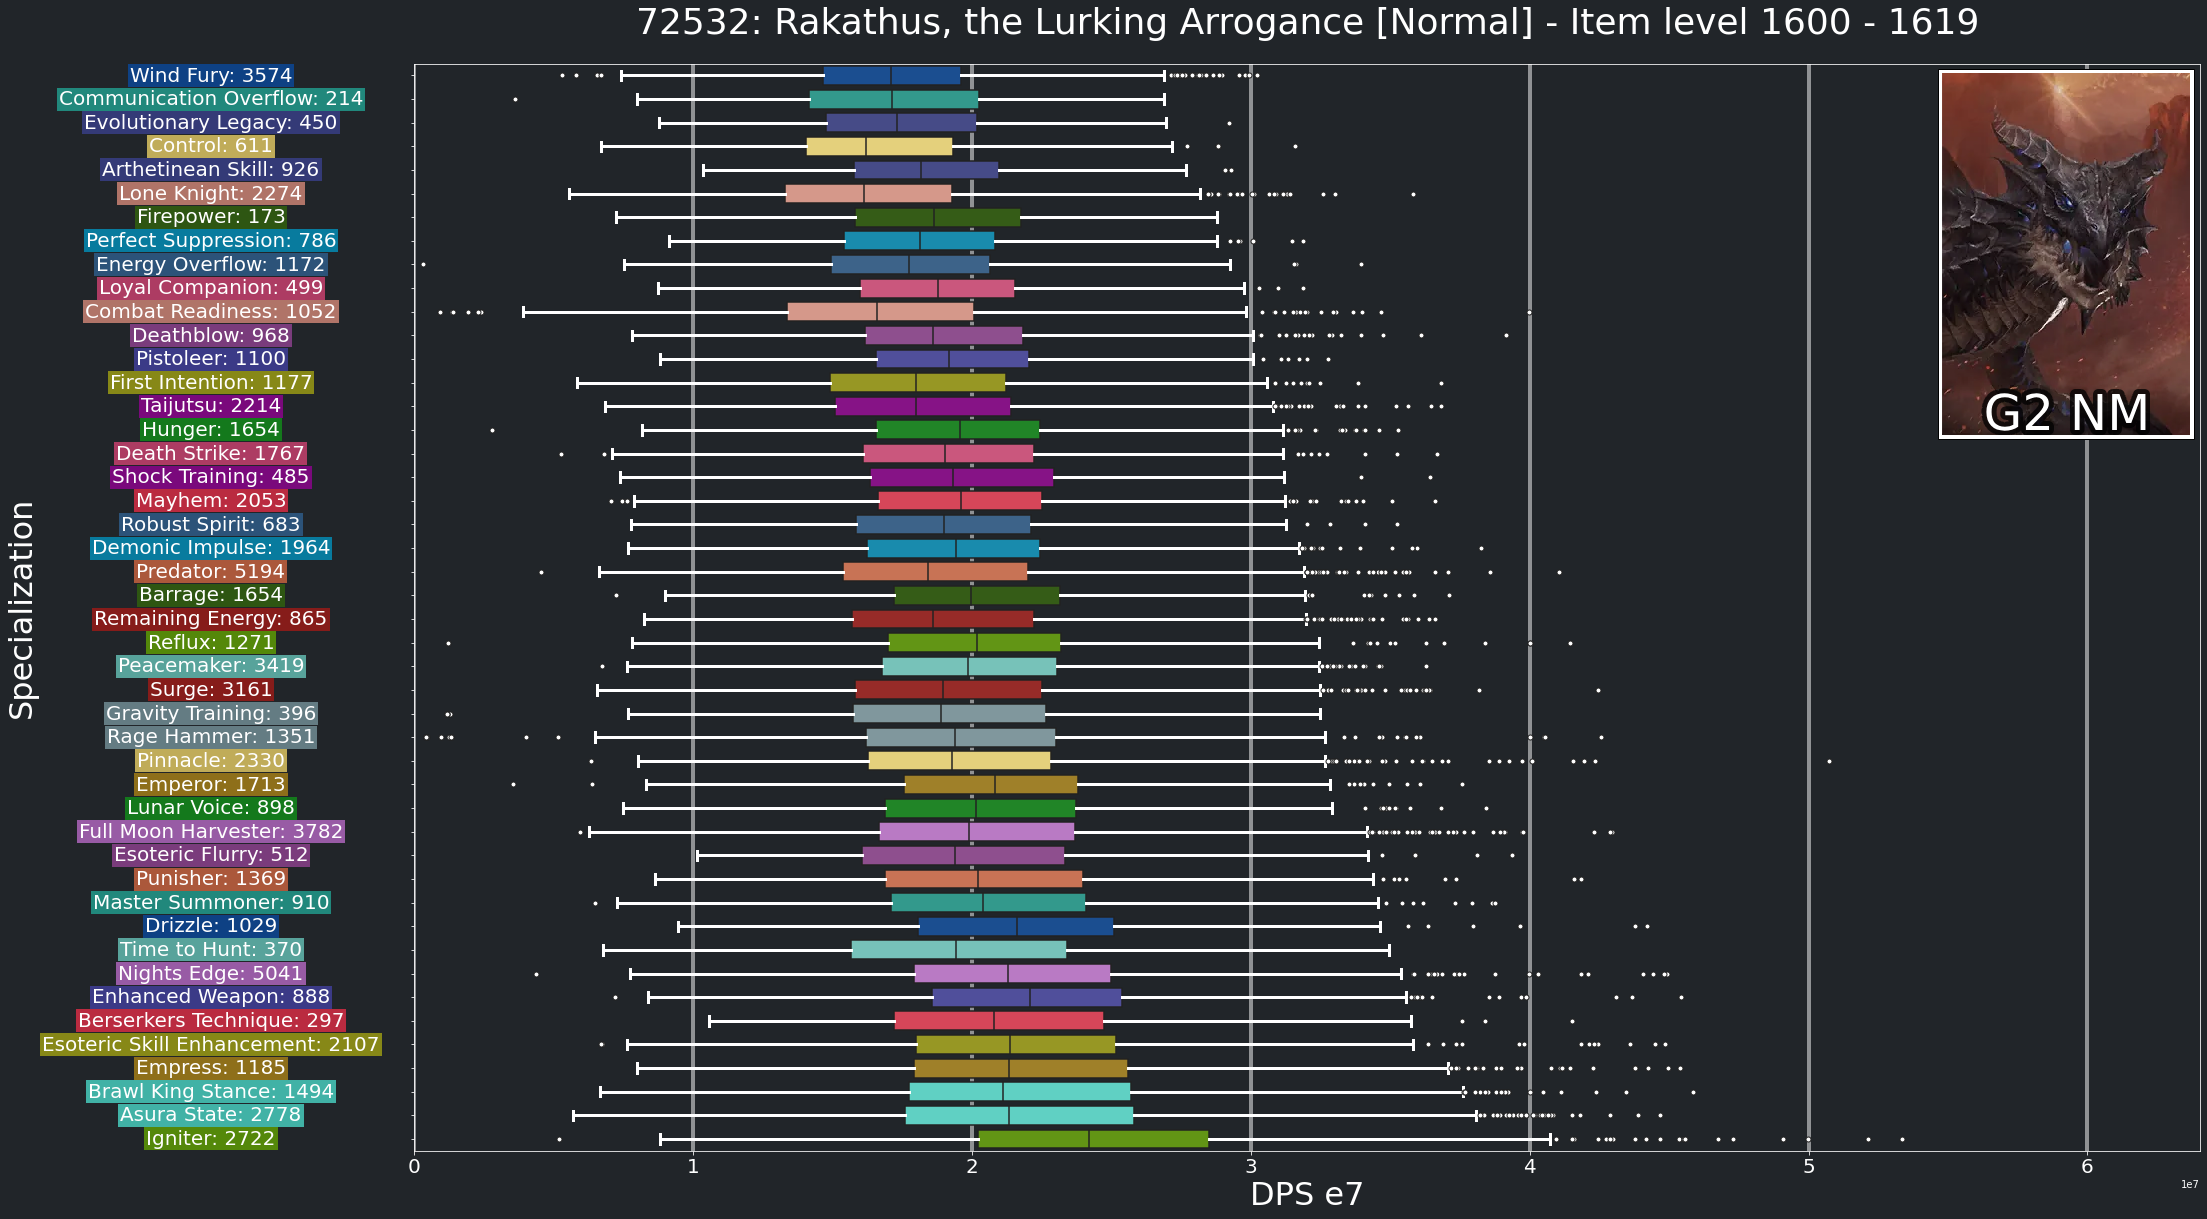 72532: Rakathus, the Lurking Arrogance [Normal] - Item level 1600 - 1619
Wind Fury: 3574
Communication Overflow: 214
Evolutionary Legacy: 450
Control: 611
Arthetinean Skill: 926
Lone Knight: 2274
Firepower: 173
Perfect Suppression: 786
Energy Overflow: 1172
Loyal Companion: 499
Combat Readiness: 1052
Deathblow: 968
Pistoleer: 1100
First Intention: 1177
Taijutsu: 2214
Hunger: 1654
Death Strike: 1767
Shock Training: 485
Mayhem: 2053
Robust Spirit: 683
Demonic Impulse: 1964
Predator: 5194
Barrage: 1654
Remaining Energy: 865
Reflux: 1271
Peacemaker: 3419
Surge: 3161
Gravity Training: 396
Rage Hammer: 1351
Pinnacle: 2330
Emperor: 1713
Lunar Voice: 898
Full Moon Harvester: 3782
Esoteric Flurry: 512
Punisher: 1369
Master Summoner: 910
Drizzle: 1029
Time to Hunt: 370
Nights Edge: 5041
Enhanced Weapon: 888
Berserkers Technique: 297
Esoteric Skill Enhancement: 2107
Empress: 1185
Brawl King Stance: 1494
Asura State: 2778
Igniter: 2722
Specialization
G2 NM
0 1 2 3 4 5 6
1e7
DPS e7